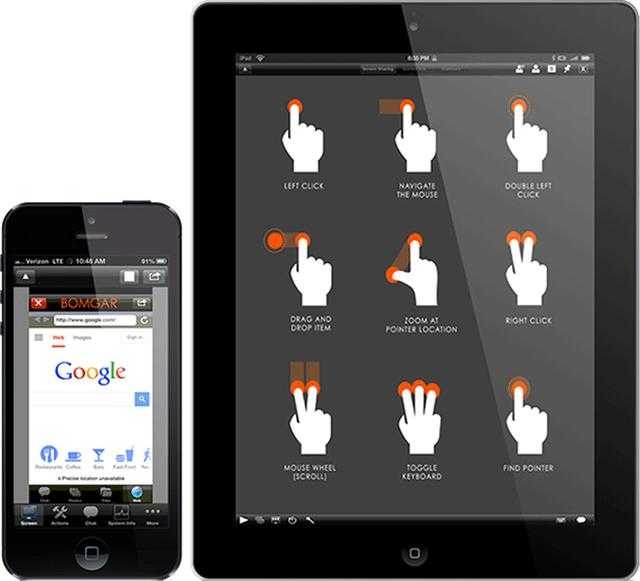 iPad
8:35 PM
Screen Sharing
LEFT CLICK
NAVIGATE
THE MOUSE
DOUBLE LEFT
CLICK
DRAG AND
DROP ITEM
ZOOM AT
POINTER LOCATION
RIGHT CLICK
MOUSE WHEEL
(SCROLL)
TOGGLE
KEYBOARD
FIND POINTER
Verizon LTE 10:46 AM 91%
BOMGAR
http://www.google.com/
Web Images Sign in
Google
Restaurants Coffee Bars Fast Food
Precise location unavailable
Chat
Web
Screen Actions Chat System Info More